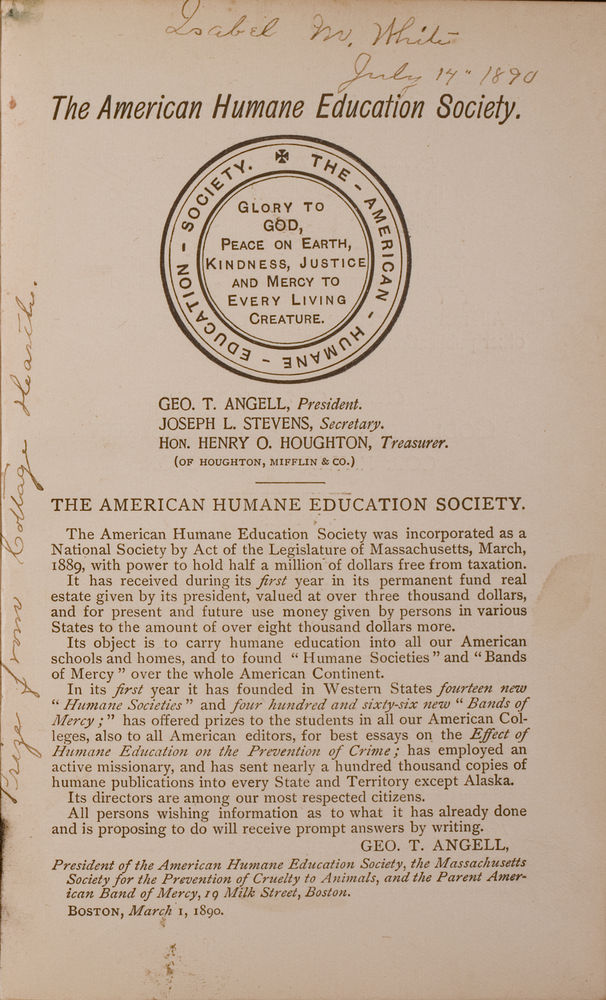 Isabel M. White
July 14" 1890
The American Humane Education Society.
THE - AMERICAN - HUMANE - EDUCATION - SOCIETY.
GLORY TO
GOD,
PEACE ON EARTH,
KINDNESS, JUSTICE
AND MERCY TO
EVERY LIVING
CREATURE.
GEO. T. ANGELL, President.
JOSEPH L. STEVENS, Secretary.
HON. HENRY O. HOUGHTON, Treasurer.
(OF HOUGHTON, MIFFLIN & CO.)
THE AMERICAN HUMANE EDUCATION SOCIETY.
The American Humane Education Society was incorporated as a
National Society by Act of the Legislature of Massachusetts, March,
1889, with power to hold half a million of dollars free from taxation.
It has received during its first year in its permanent fund real
estate given by its president, valued at over three thousand dollars,
and for present and future use money given by persons in various
States to the amount of over eight thousand dollars more.
Its object is to carry humane education into all our American
schools and homes, and to found "Humane Societies" and "Bands
of Mercy" over the whole American Continent.
In its first year it has founded in Western States fourteen new
"Humane Societies" and four hundred and sixty-six new "Bands of
Mercy;" has offered prizes to the students in all our American Col-
leges, also to all American editors, for best essays on the Effect of
Humane Education on the Prevention of Crime; has employed an
active missionary, and has sent nearly a hundred thousand copies of
humane publications into every State and Territory except Alaska.
Its directors are among our most respected citizens.
All persons wishing information as to what it has already done
and is proposing to do will receive prompt answers by writing.
GEO. T. ANGELL,
President of the American Humane Education Society, the Massachusetts
Society for the Prevention of Cruelty to Animals, and the Parent Amer-
ican Band of Mercy, 19 Milk Street, Boston.
BOSTON, March 1, 1890.
Prize from Cottage Hearth.